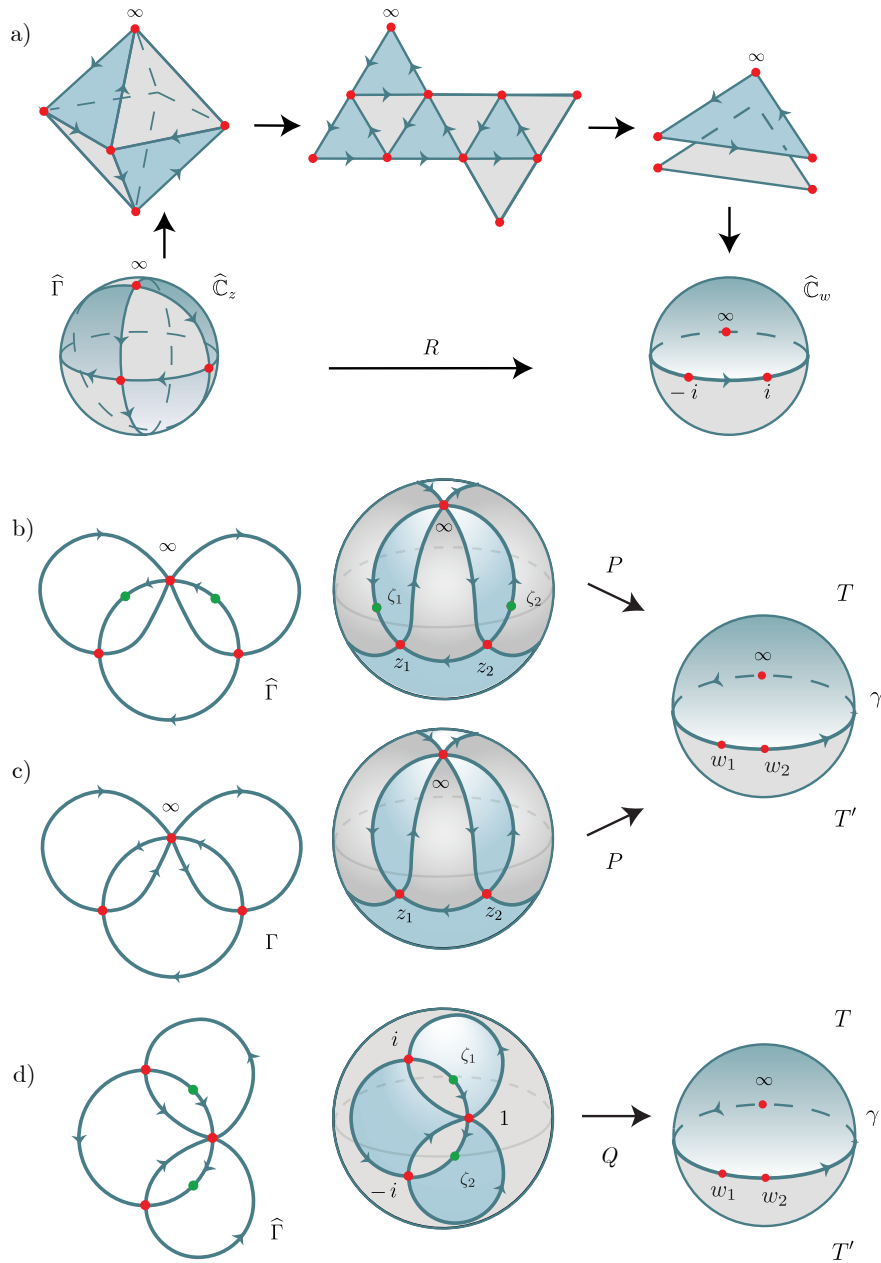 a)
∞
∞
∞
Γ̂
∞
ℂ̂_z
R
∞
ℂ̂_w
− i
i
b)
∞
Γ̂
∞
ζ₁
ζ₂
z₁
z₂
P
T
∞
γ
w₁
w₂
T′
c)
∞
Γ
∞
z₁
z₂
P
d)
Γ̂
i
ζ₁
1
− i
ζ₂
Q
T
∞
γ
w₁
w₂
T′